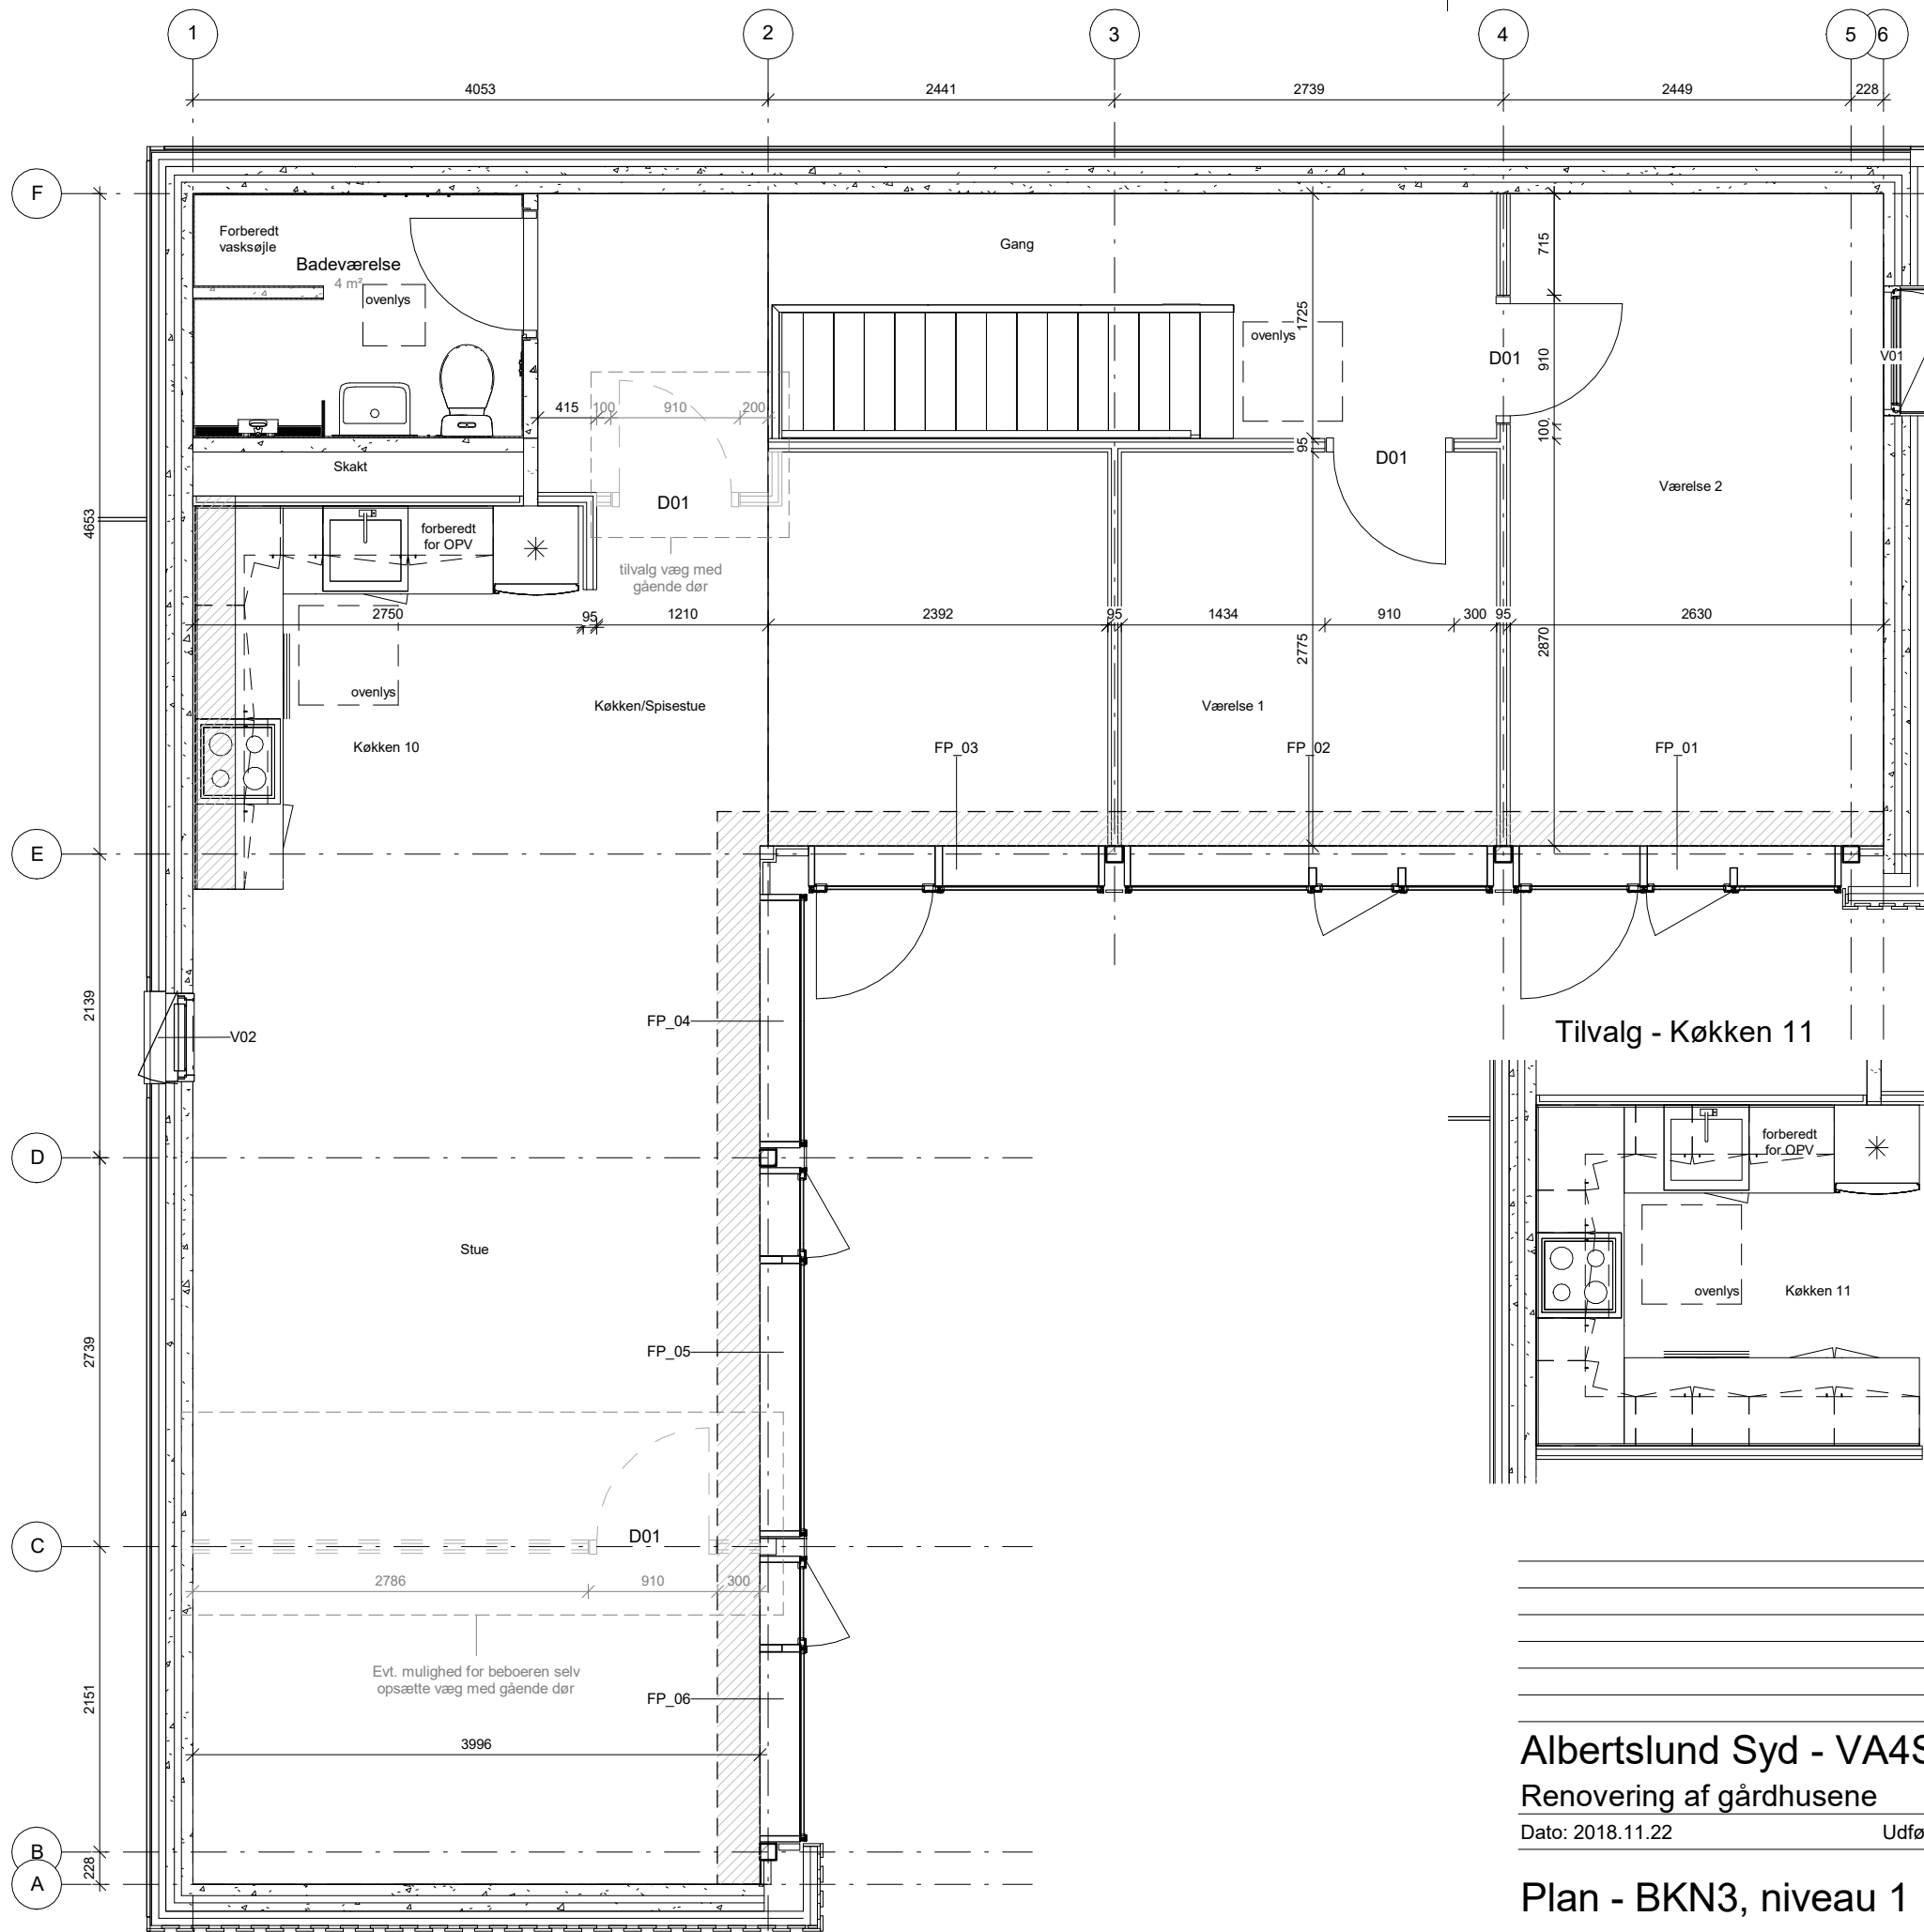 1
2
3
4
5
6
4053
2441
2739
2449
228
F
E
D
C
B
A
4653
2139
2739
2151
228
Forberedt
vasksøjle
Badeværelse
4 m²
ovenlys
Gang
ovenlys
1725
715
910
100
95
D01
V01
D01
415
100
910
200
Skakt
D01
forberedt
for OPV
tilvalg væg med
gående dør
Værelse 2
2750
95
1210
2392
95
1434
910
300
95
2630
2775
2870
ovenlys
Køkken/Spisestue
Værelse 1
Køkken 10
FP_03
FP_02
FP_01
FP_04
V02
Tilvalg - Køkken 11
forberedt
for OPV
ovenlys
Køkken 11
Stue
FP_05
D01
2786
910
300
Evt. mulighed for beboeren selv
opsætte væg med gående dør
FP_06
3996
Albertslund Syd - VA4S
Renovering af gårdhusene
Dato: 2018.11.22
Udfø
Plan - BKN3, niveau 1